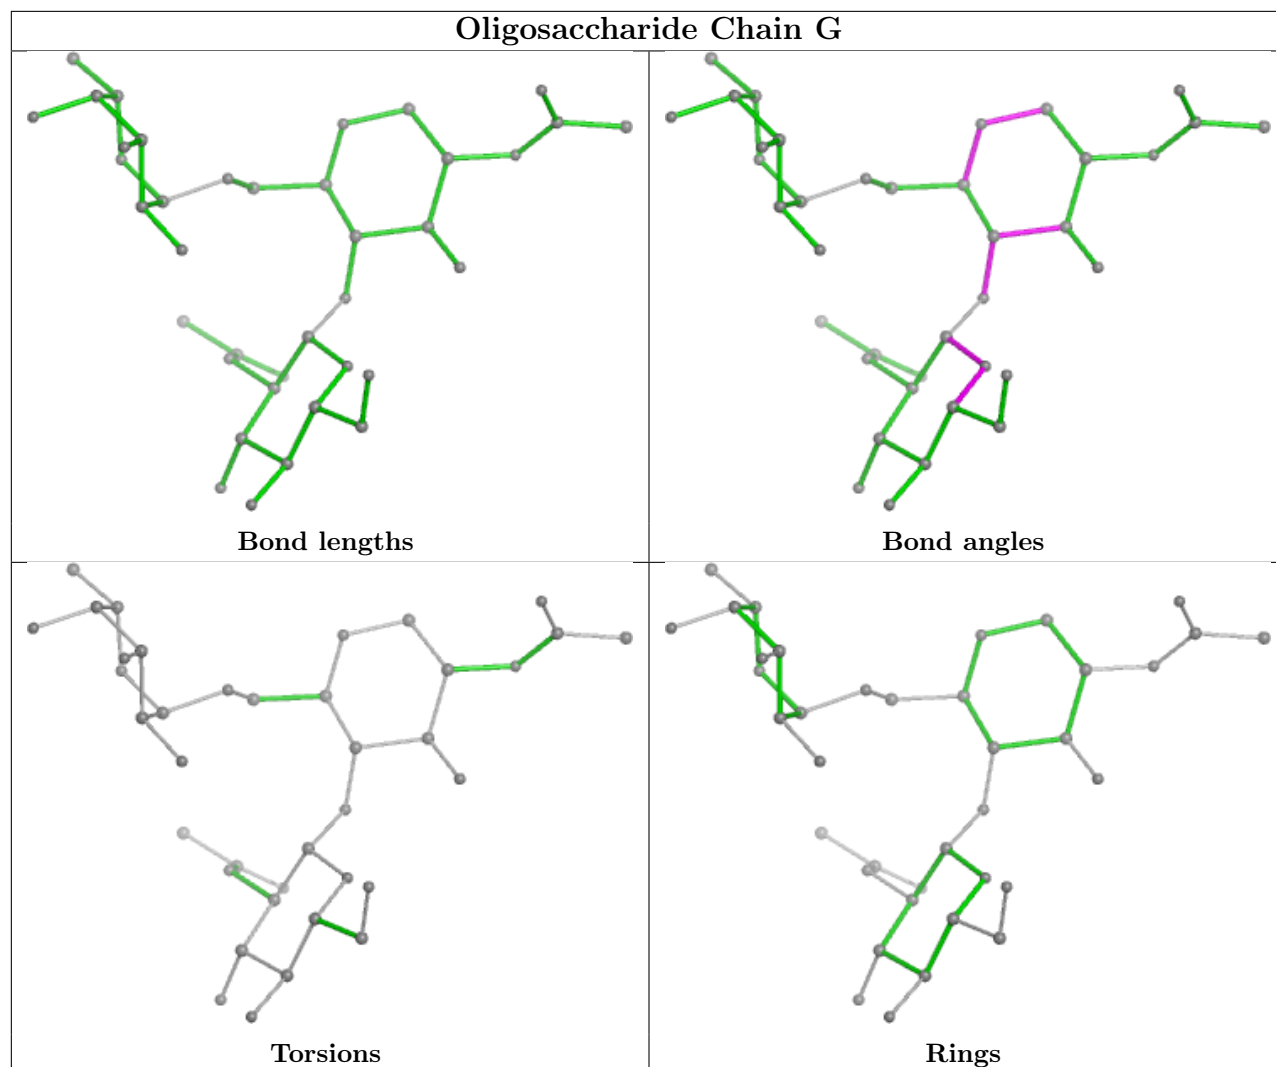 Oligosaccharide Chain G
Bond lengths
Bond angles
Torsions
Rings